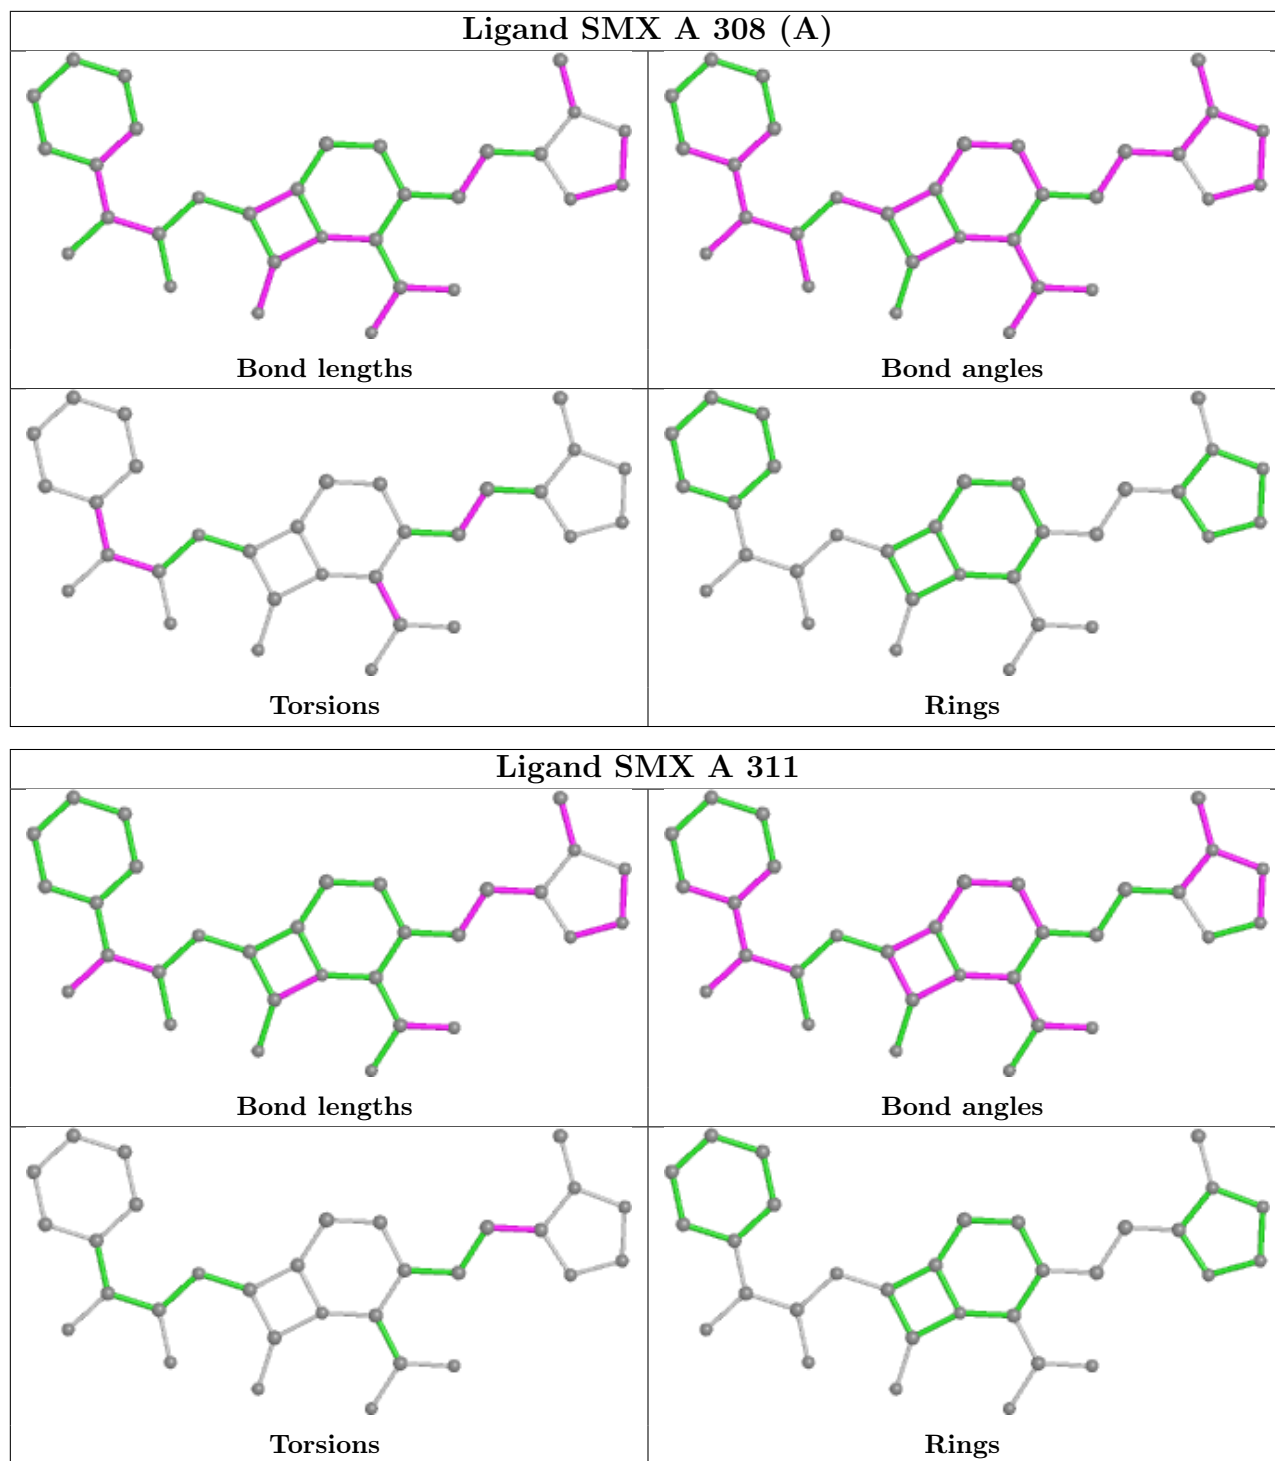 Ligand SMX A 308 (A)
Bond lengths
Bond angles
Torsions
Rings
Ligand SMX A 311
Bond lengths
Bond angles
Torsions
Rings